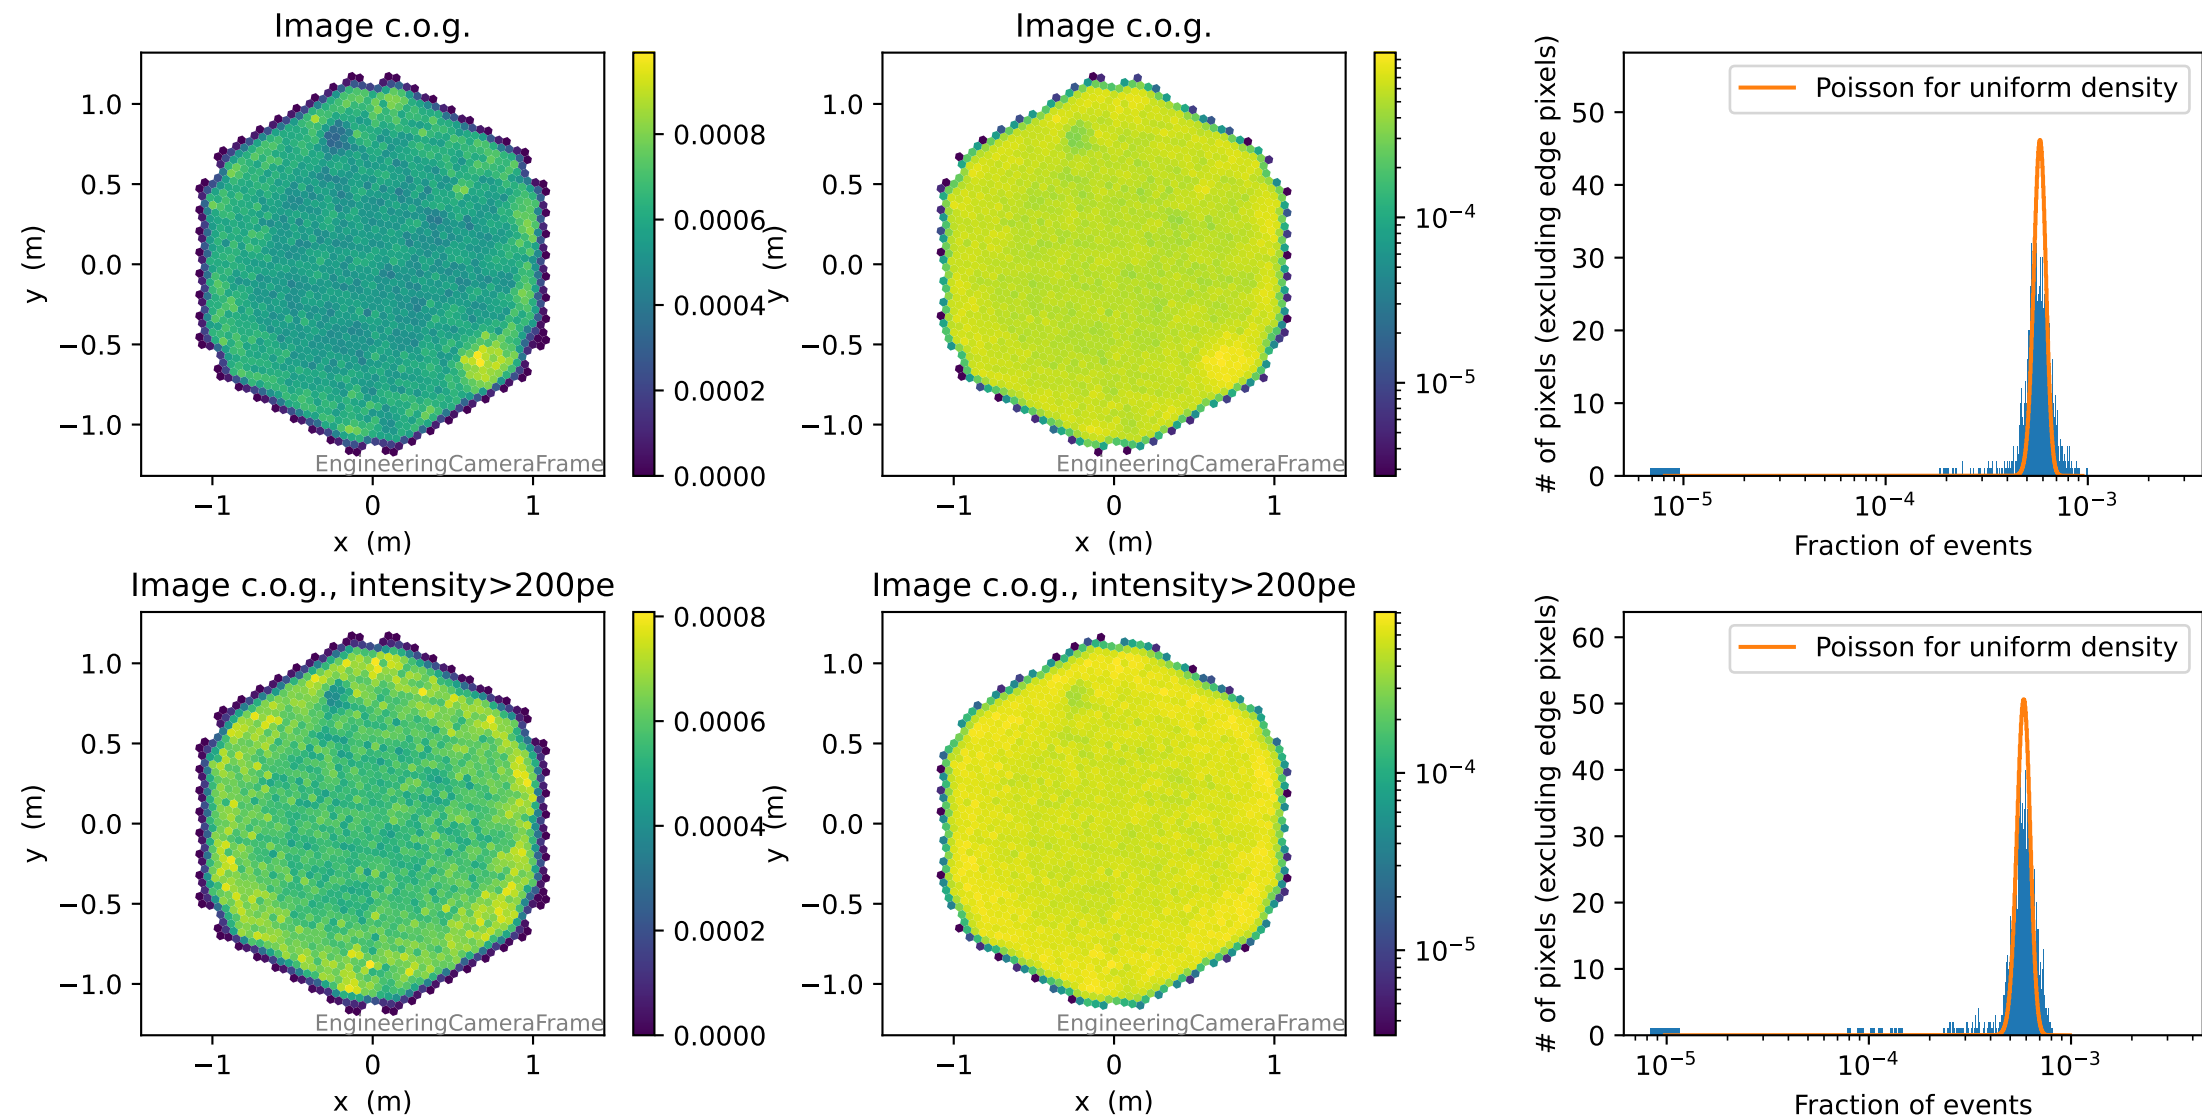 Image c.o.g.
1.0
0.5
0.0
−0.5
−1.0
y (m)
−1
0
1
x (m)
EngineeringCameraFrame
0.0008
0.0006
0.0004
0.0002
0.0000
Image c.o.g.
1.0
0.5
0.0
−0.5
−1.0
y (m)
−1
0
1
x (m)
EngineeringCameraFrame
10−4
10−5
# of pixels (excluding edge pixels)
50
40
30
20
10
0
Poisson for uniform density
10−5
10−4
10−3
Fraction of events
Image c.o.g., intensity>200pe
1.0
0.5
0.0
−0.5
−1.0
y (m)
−1
0
1
x (m)
EngineeringCameraFrame
0.0008
0.0006
0.0004
0.0002
0.0000
Image c.o.g., intensity>200pe
1.0
0.5
0.0
−0.5
−1.0
y (m)
−1
0
1
x (m)
EngineeringCameraFrame
10−4
10−5
# of pixels (excluding edge pixels)
60
50
40
30
20
10
0
Poisson for uniform density
10−5
10−4
10−3
Fraction of events